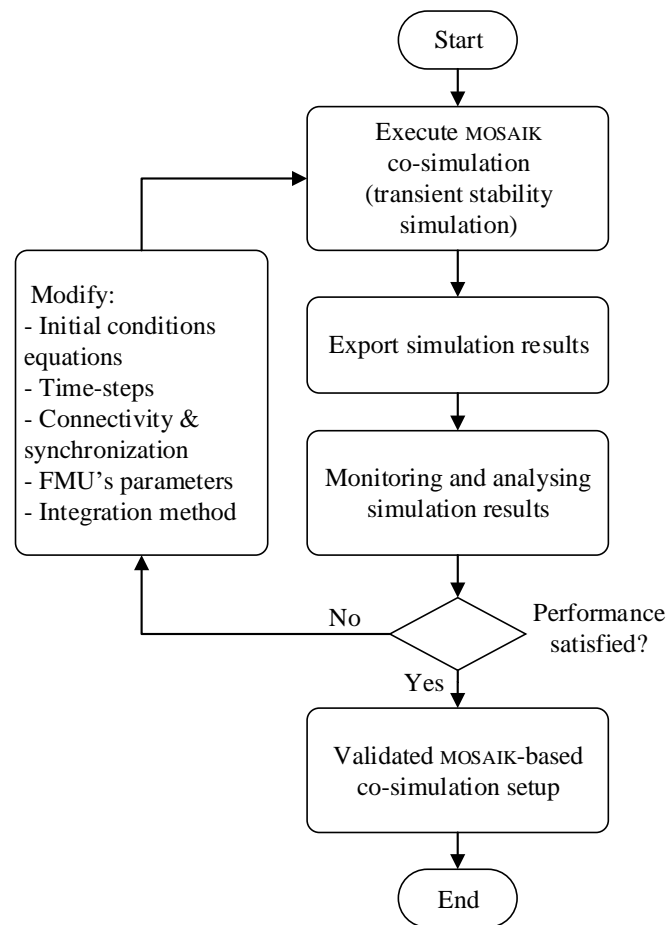 Start
Execute MOSAIK
co-simulation
(transient stability
simulation)
Modify:
- Initial conditions
equations
- Time-steps
- Connectivity &
synchronization
- FMU’s parameters
- Integration method
Export simulation results
Monitoring and analysing
simulation results
No
Performance
satisfied?
Yes
Validated MOSAIK-based
co-simulation setup
End